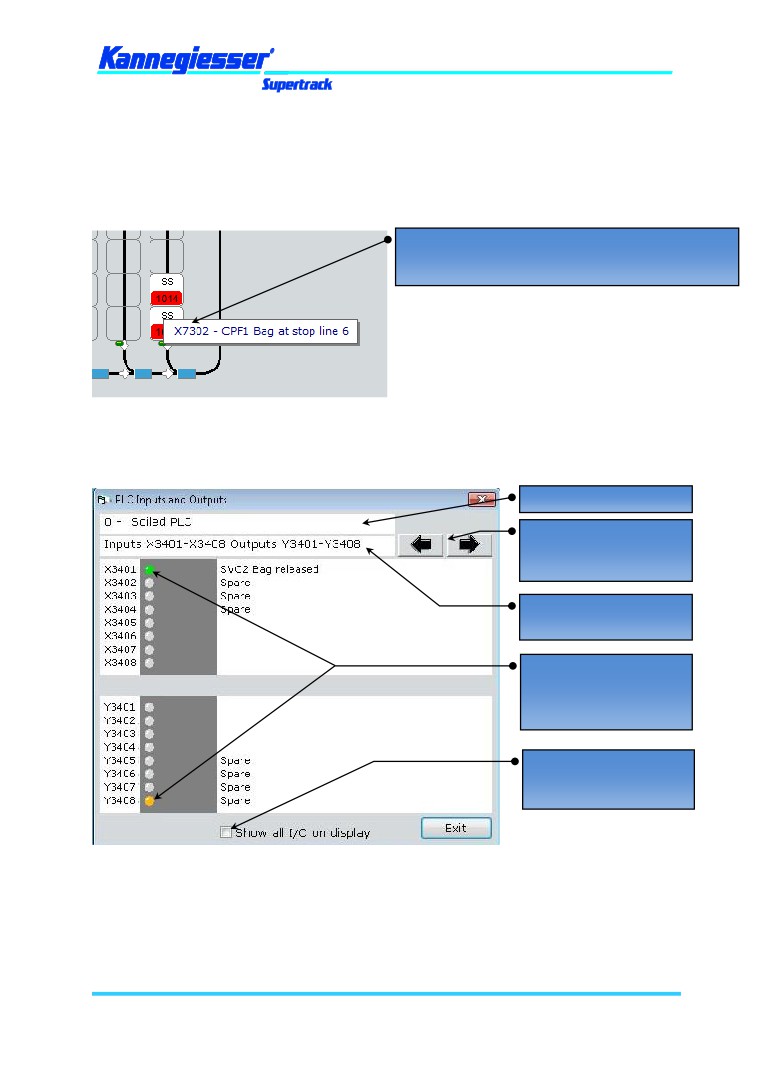 Kannegiesser
Supertrack
SS
1014
SS
X7302 - CPF1 Bag at stop line 6
PLC Inputs and Outputs
0 - Soiled PLC
Inputs X3401-X3408 Outputs Y3401-Y3408
X3401 SVC2 Bag released
X3402 Spare
X3403 Spare
X3404 Spare
X3405
X3406
X3407
X3408
Y3401
Y3402
Y3403
Y3404
Y3405 Spare
Y3406 Spare
Y3407 Spare
Y3408 Spare
Show all I/O on display
Exit